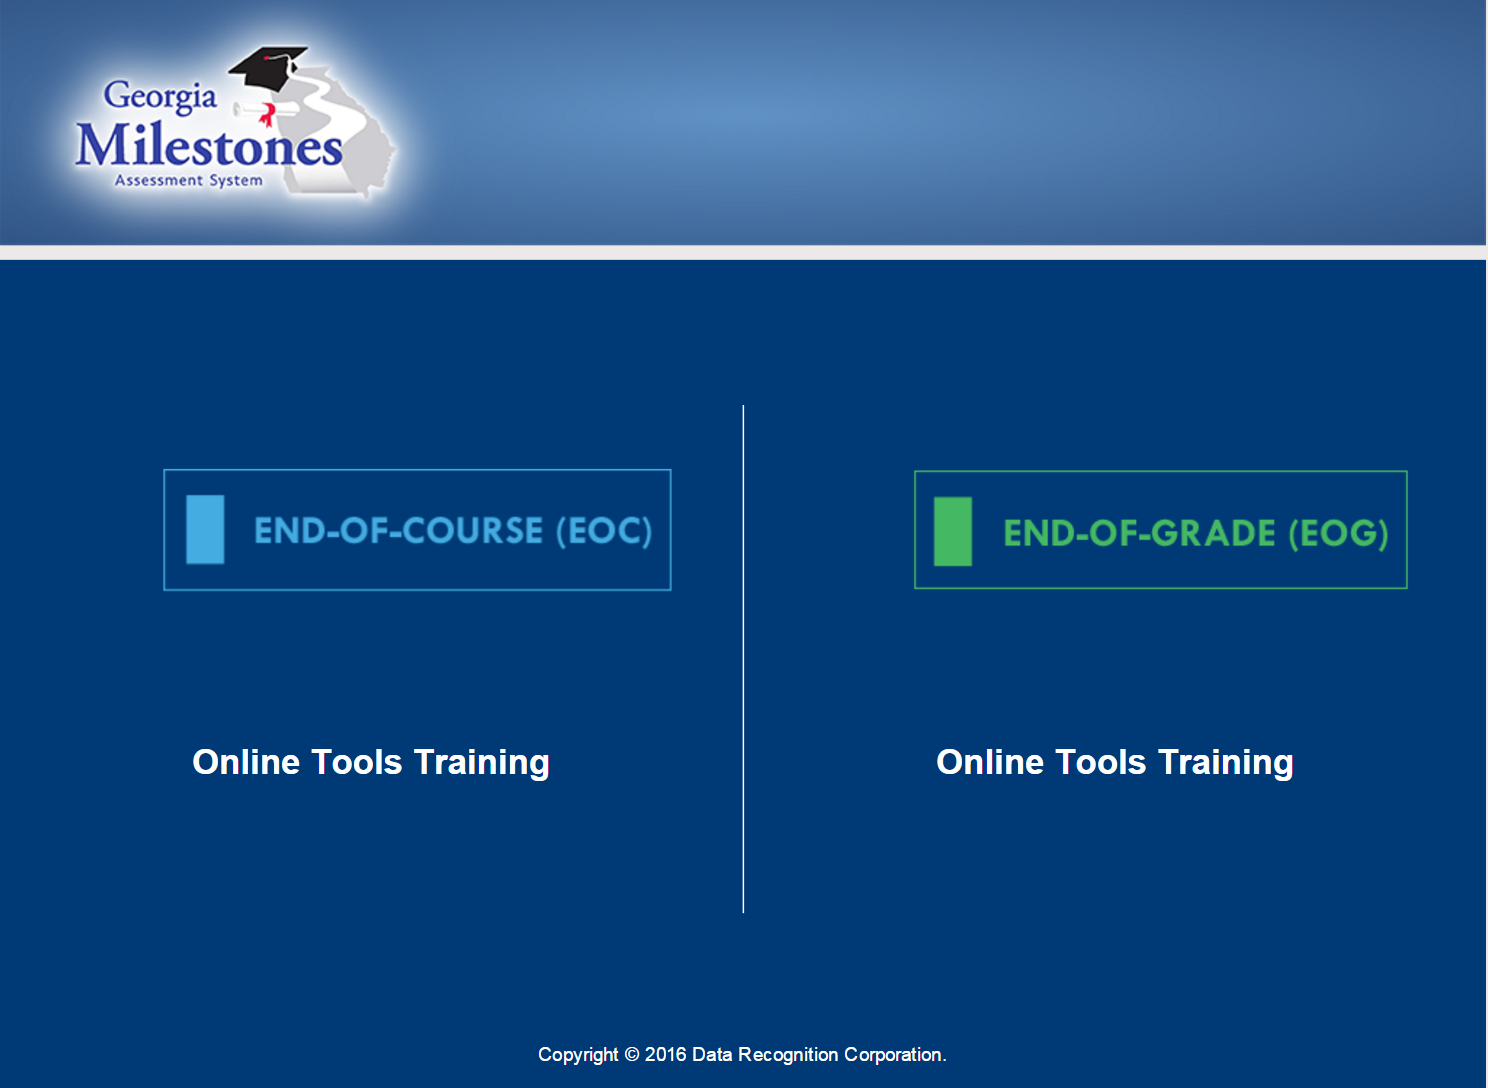 Georgia
Milestones
Assessment System
END-OF-COURSE (EOC)
Online Tools Training
END-OF-GRADE (EOG)
Online Tools Training
Copyright © 2016 Data Recognition Corporation.